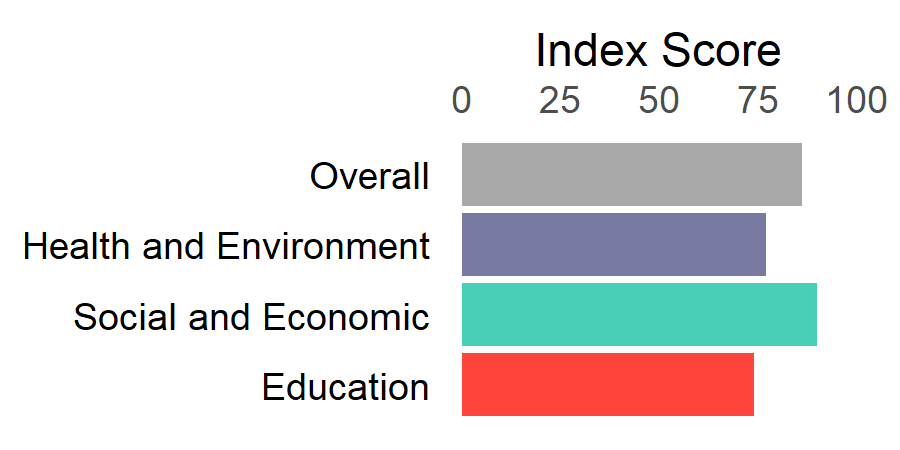 Index Score
0 25 50 75 100
Overall
Health and Environment
Social and Economic
Education